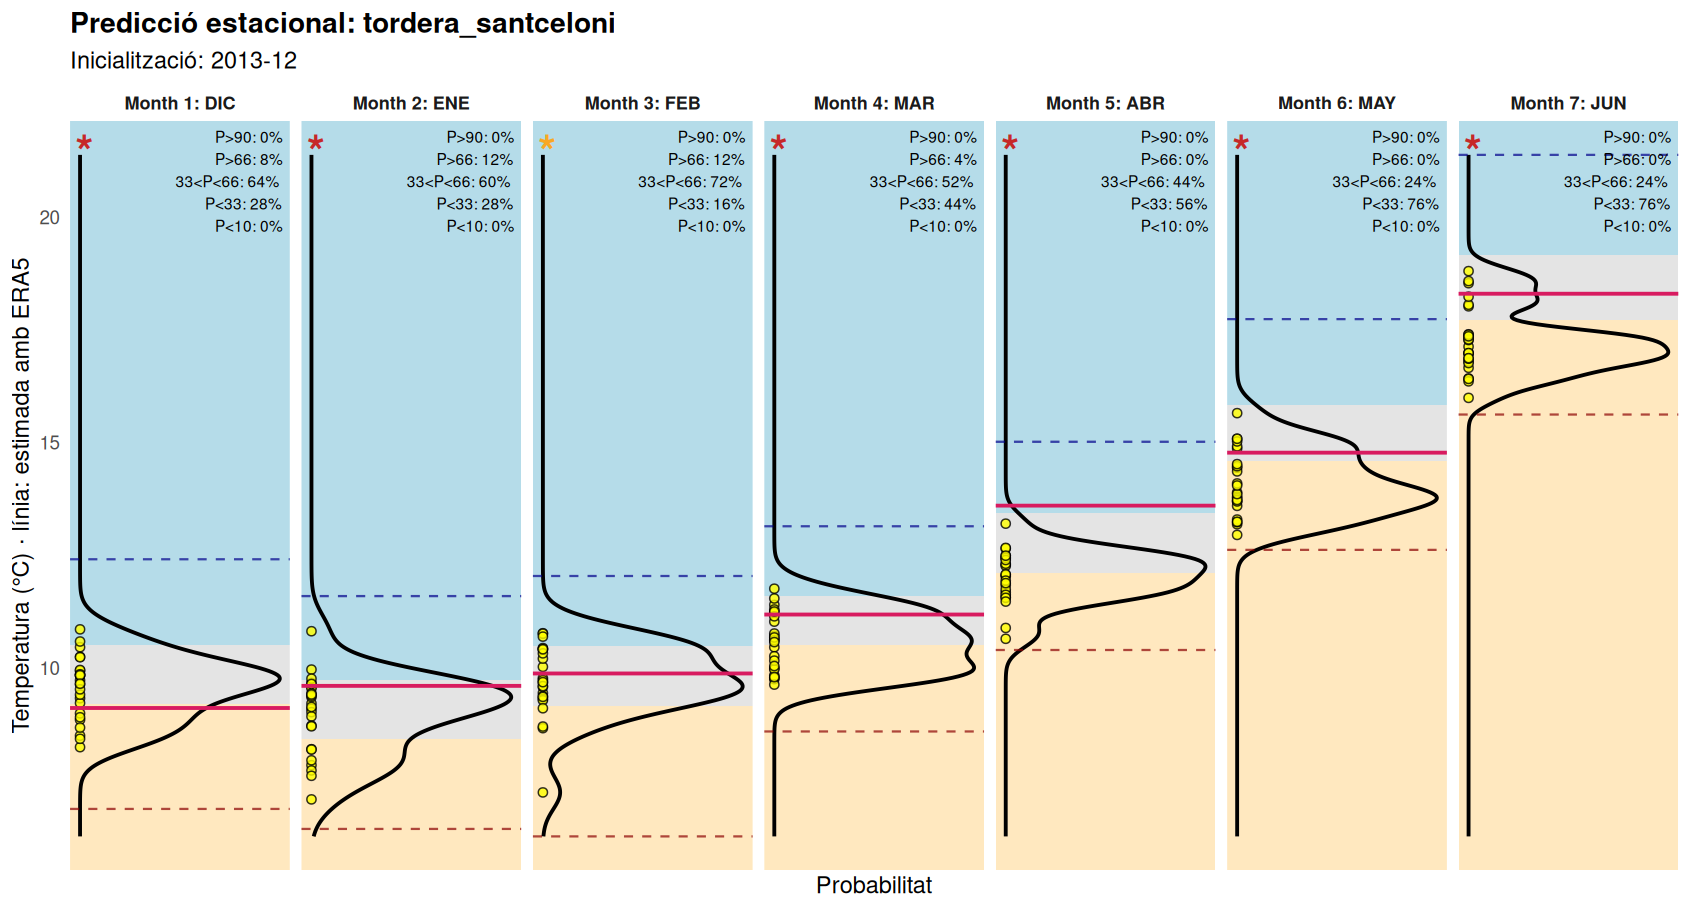 Predicció estacional: tordera_santceloni
Inicialització: 2013-12
Month 1: DIC
Month 2: ENE
Month 3: FEB
Month 4: MAR
Month 5: ABR
Month 6: MAY
Month 7: JUN
P>90: 0%
P>66: 8%
33<P<66: 64%
P<33: 28%
P<10: 0%
P>90: 0%
P>66: 12%
33<P<66: 60%
P<33: 28%
P<10: 0%
P>90: 0%
P>66: 12%
33<P<66: 72%
P<33: 16%
P<10: 0%
P>90: 0%
P>66: 4%
33<P<66: 52%
P<33: 44%
P<10: 0%
P>90: 0%
P>66: 0%
33<P<66: 44%
P<33: 56%
P<10: 0%
P>90: 0%
P>66: 0%
33<P<66: 24%
P<33: 76%
P<10: 0%
P>90: 0%
P>66: 0%
33<P<66: 24%
P<33: 76%
P<10: 0%
20
15
10
Temperatura (°C) · línia: estimada amb ERA5
Probabilitat